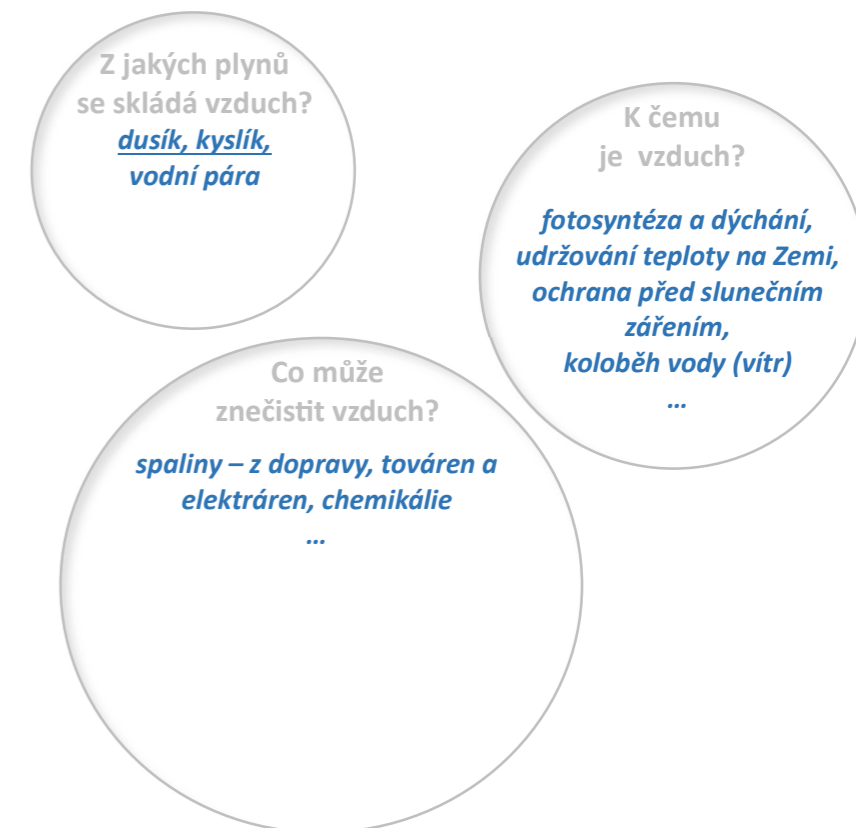 Z jakých plynů
se skládá vzduch?
dusík, kyslík,
vodní pára
K čemu
je vzduch?
fotosyntéza a dýchání,
udržování teploty na Zemi,
ochrana před slunečním
zářením,
koloběh vody (vítr)
…
Co může
znečistit vzduch?
spaliny – z dopravy, továren a
elektráren, chemikálie
…